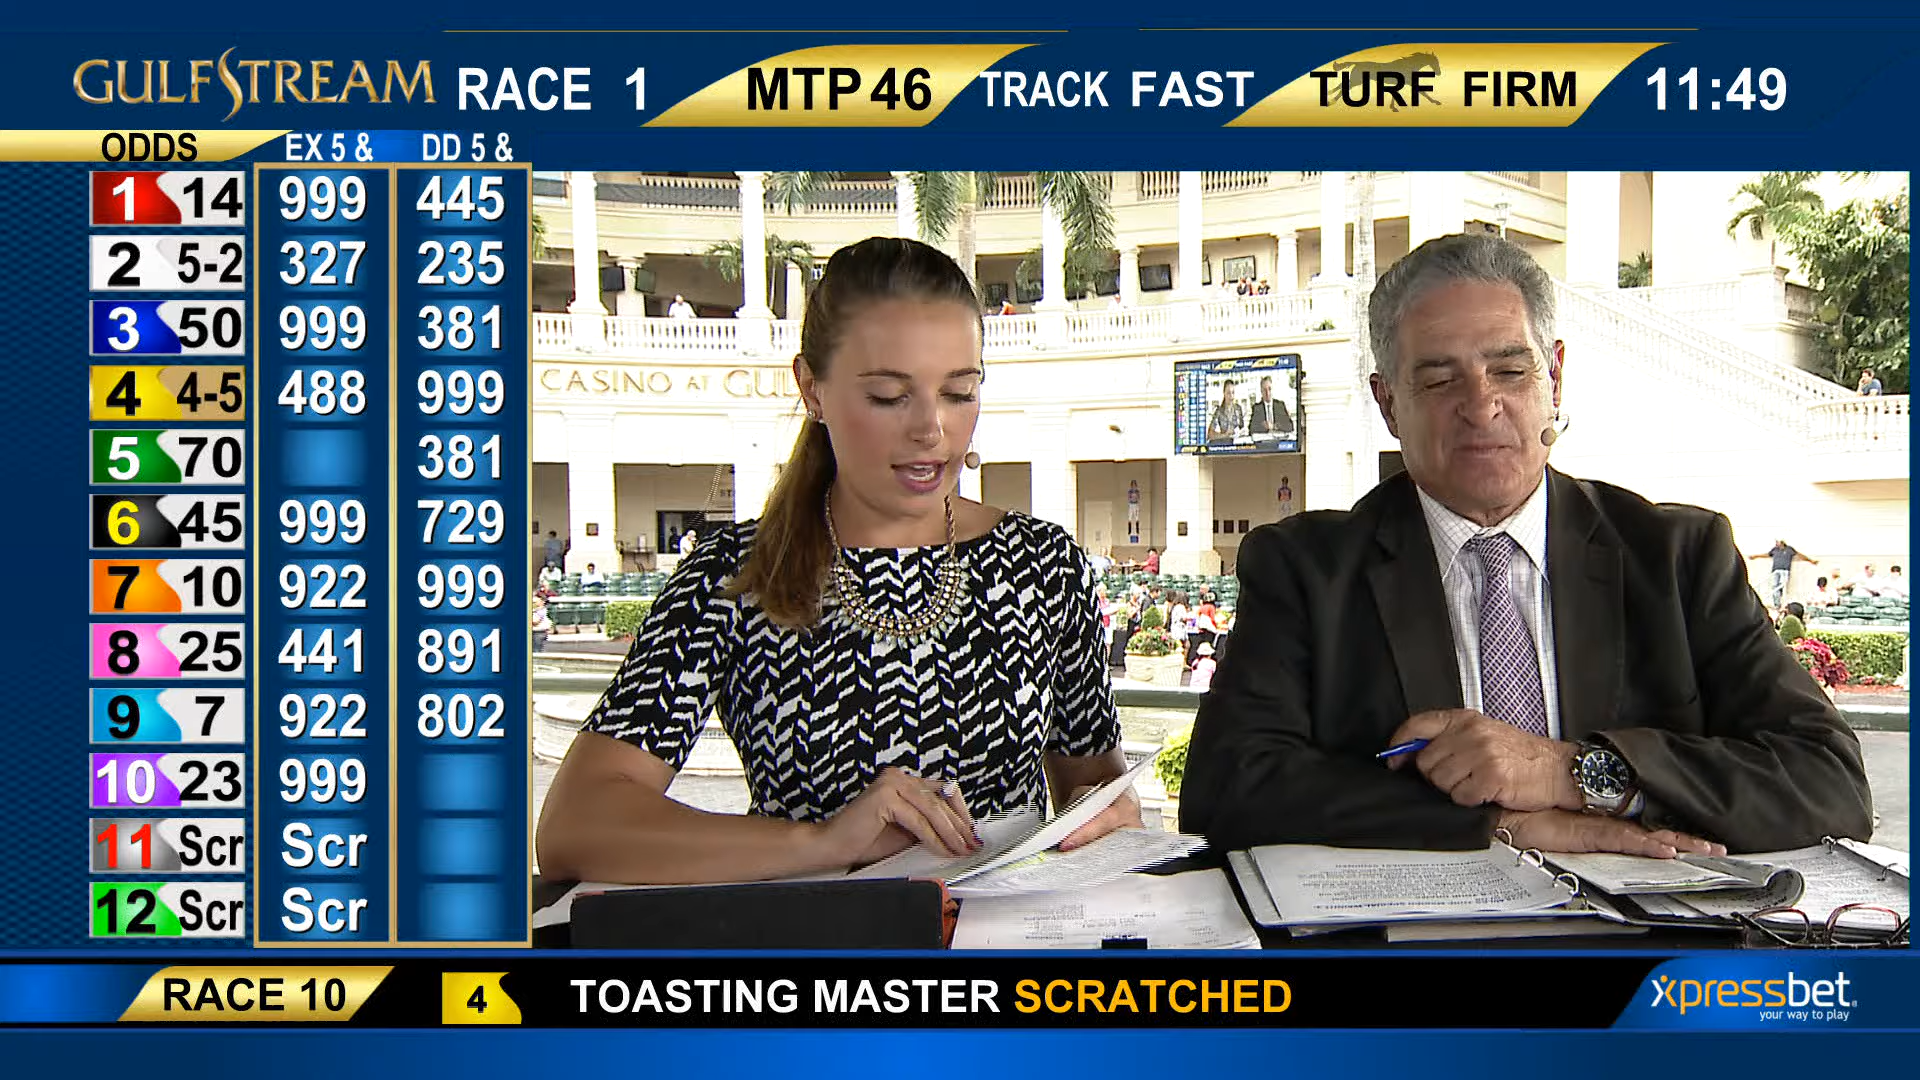 GULFSTREAM RACE 1 MTP 46 TRACK FAST TURF FIRM 11:49
ODDS EX 5 & DD 5 &
1 14 999 445
2 5-2 327 235
3 50 999 381
4 4-5 488 999
5 70 381
6 45 999 729
7 10 922 999
8 25 441 891
9 7 922 802
10 23 999
11 Scr Scr
12 Scr Scr
CASINO AT GUL
RACE 10 4 TOASTING MASTER SCRATCHED
xpressbet
your way to play